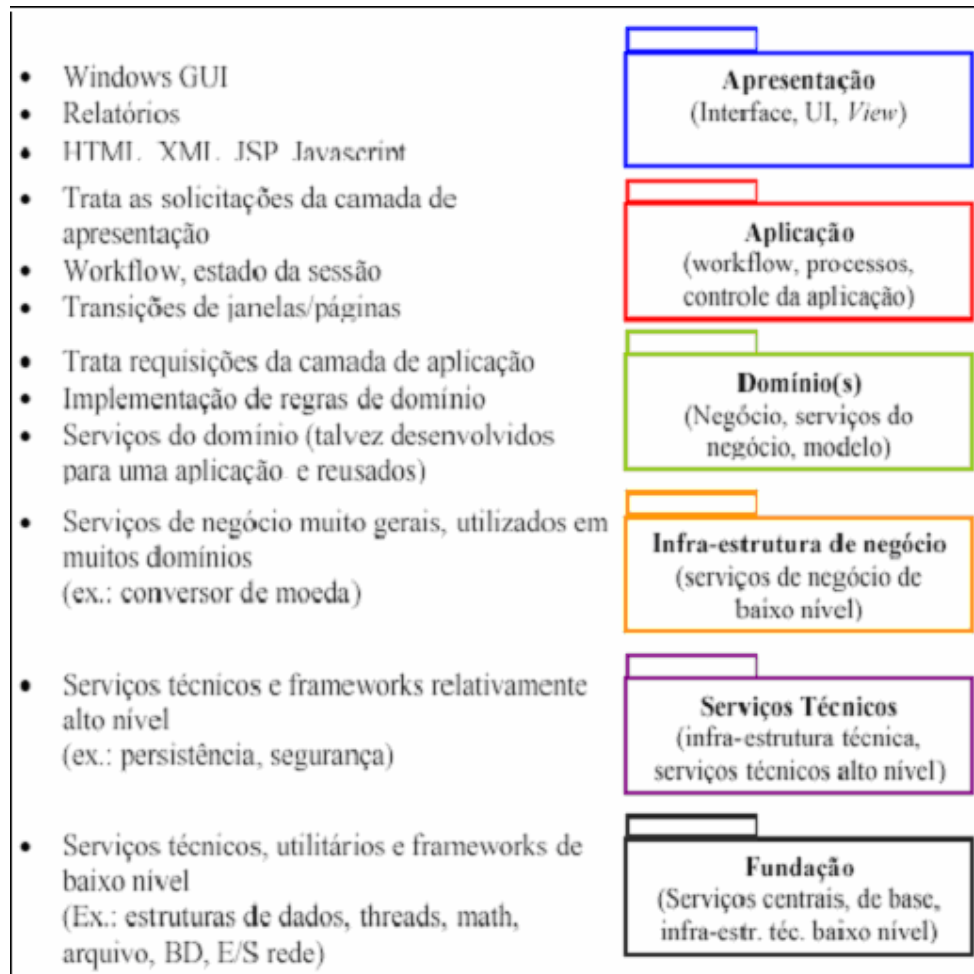 • Windows GUI
• Relatórios
• HTML, XML, JSP, Javascript
Apresentação
(Interface, UI, View)
• Trata as solicitações da camada de
apresentação
• Workflow, estado da sessão
• Transições de janelas/páginas
Aplicação
(workflow, processos,
controle da aplicação)
• Trata requisições da camada de aplicação
• Implementação de regras de domínio
• Serviços do domínio (talvez desenvolvidos
para uma aplicação e reusados)
Domínio(s)
(Negócio, serviços do
negócio, modelo)
• Serviços de negócio muito gerais, utilizados em
muitos domínios
(ex.: conversor de moeda)
Infra-estrutura de negócio
(serviços de negócio de
baixo nível)
• Serviços técnicos e frameworks relativamente
alto nível
(ex.: persistência, segurança)
Serviços Técnicos
(infra-estrutura técnica,
serviços técnicos alto nível)
• Serviços técnicos, utilitários e frameworks de
baixo nível
(Ex.: estruturas de dados, threads, math,
arquivo, BD, E/S rede)
Fundação
(Serviços centrais, de base,
infra-estr. téc. baixo nível)